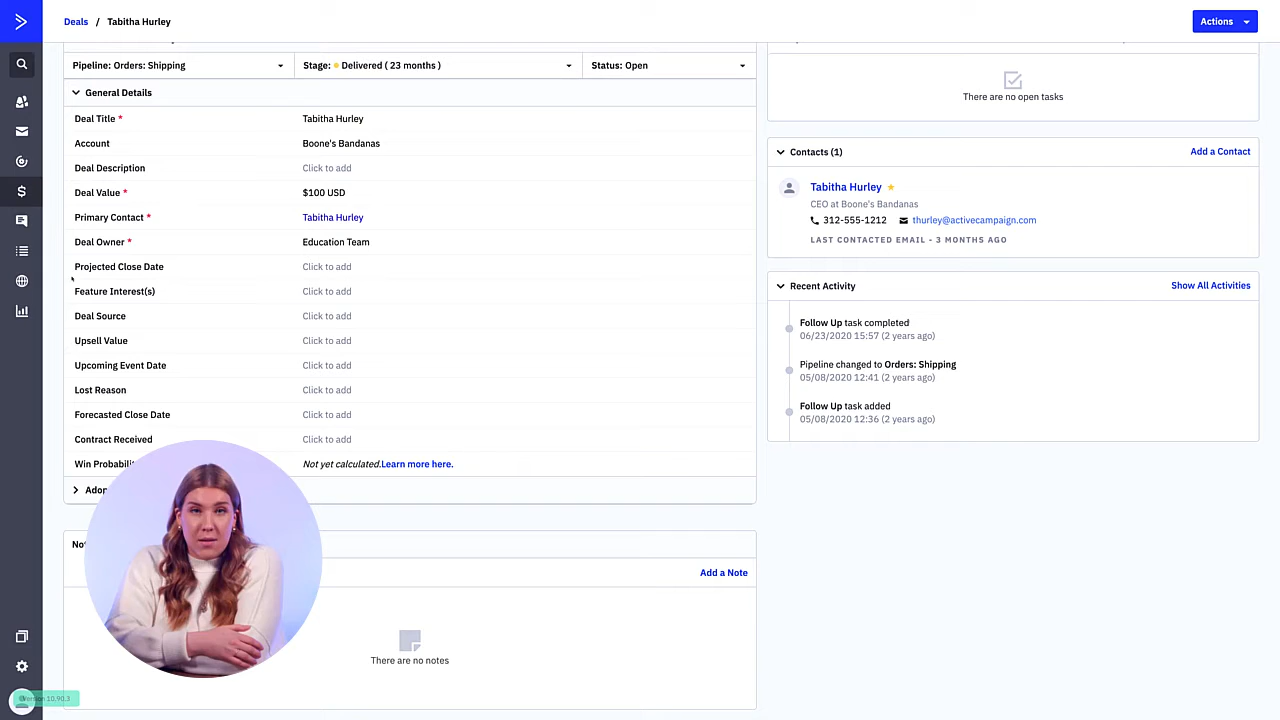 Deals / Tabitha Hurley
Actions
Pipeline: Orders: Shipping
Stage: Delivered ( 23 months )
Status: Open
General Details
Deal Title *
Tabitha Hurley
Account
Boone's Bandanas
Deal Description
Click to add
Deal Value *
$100 USD
Primary Contact *
Tabitha Hurley
Deal Owner *
Education Team
Projected Close Date
Click to add
Feature Interest(s)
Click to add
Deal Source
Click to add
Upsell Value
Click to add
Upcoming Event Date
Click to add
Lost Reason
Click to add
Forecasted Close Date
Click to add
Contract Received
Click to add
Win Probabilit
Not yet calculated.Learn more here.
Adop
No
Add a Note
There are no notes
There are no open tasks
Contacts (1)
Add a Contact
Tabitha Hurley
CEO at Boone's Bandanas
312-555-1212
thurley@activecampaign.com
LAST CONTACTED EMAIL - 3 MONTHS AGO
Recent Activity
Show All Activities
Follow Up task completed
06/23/2020 15:57 (2 years ago)
Pipeline changed to Orders: Shipping
05/08/2020 12:41 (2 years ago)
Follow Up task added
05/08/2020 12:36 (2 years ago)
Version 10.90.3